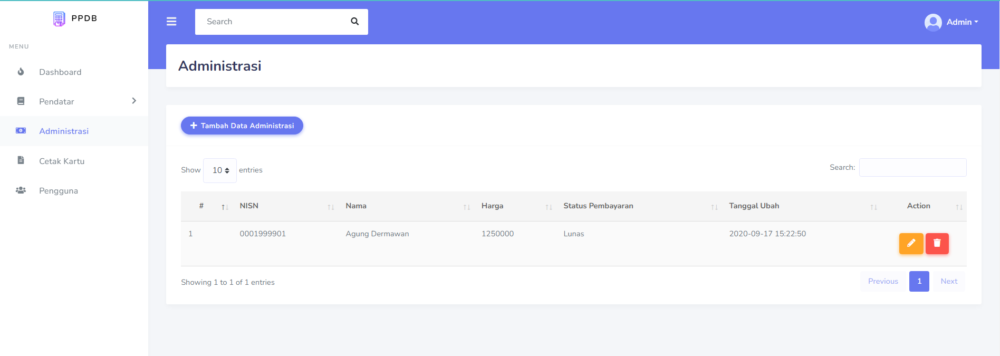 PPDB
MENU
Dashboard
Pendatar
Administrasi
Cetak Kartu
Pengguna
Search
Admin
Administrasi
Tambah Data Administrasi
Show 10 entries
Search:
# NISN Nama Harga Status Pembayaran Tanggal Ubah Action
1 0001999901 Agung Dermawan 1250000 Lunas 2020-09-17 15:22:50
Showing 1 to 1 of 1 entries
Previous 1 Next